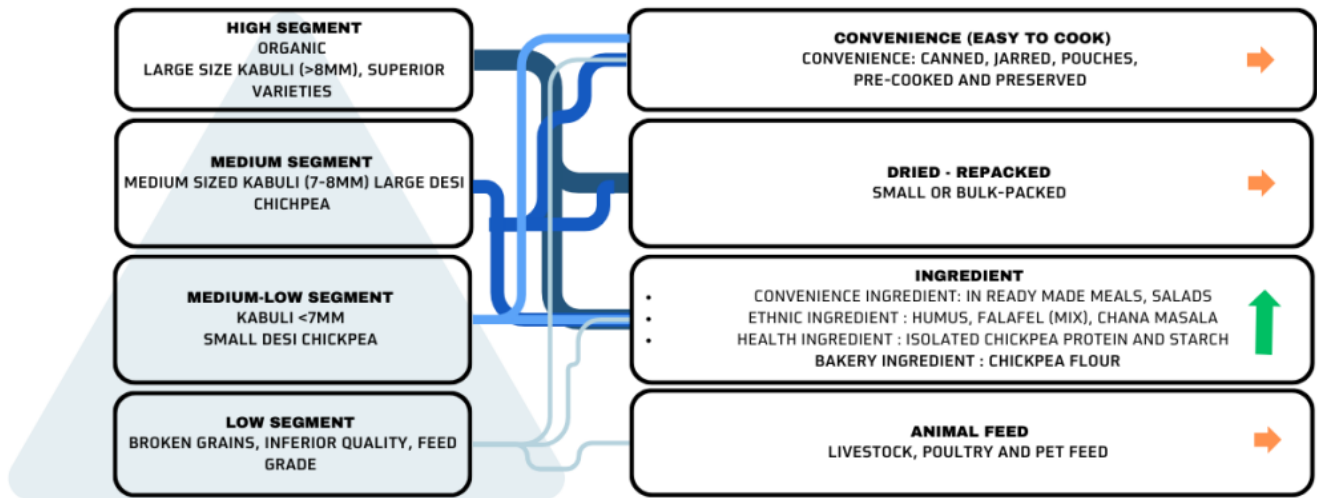 HIGH SEGMENT
ORGANIC
LARGE SIZE KABULI (>8MM), SUPERIOR
VARIETIES
MEDIUM SEGMENT
MEDIUM SIZED KABULI (7-8MM) LARGE DESI
CHICHPEA
MEDIUM-LOW SEGMENT
KABULI <7MM
SMALL DESI CHICKPEA
LOW SEGMENT
BROKEN GRAINS, INFERIOR QUALITY, FEED
GRADE
CONVENIENCE (EASY TO COOK)
CONVENIENCE: CANNED, JARRED, POUCHES,
PRE-COOKED AND PRESERVED
DRIED - REPACKED
SMALL OR BULK-PACKED
INGREDIENT
• CONVENIENCE INGREDIENT: IN READY MADE MEALS, SALADS
• ETHNIC INGREDIENT : HUMUS, FALAFEL (MIX), CHANA MASALA
• HEALTH INGREDIENT : ISOLATED CHICKPEA PROTEIN AND STARCH
BAKERY INGREDIENT : CHICKPEA FLOUR
ANIMAL FEED
LIVESTOCK, POULTRY AND PET FEED